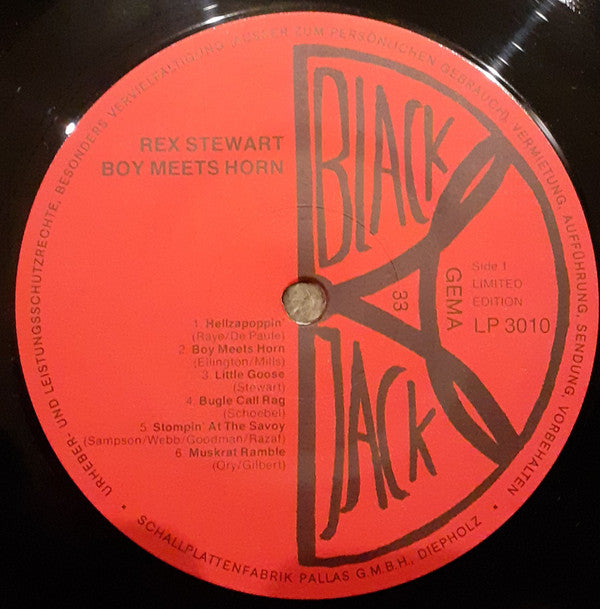 URHEBER- UND LEISTUNGSSCHUTZRECHTE, BESONDERS VERVIELFÄLTIGUNG (AUSSER ZUM PERSÖNLICHEN GEBRAUCH), VERMIETUNG, AUFFÜHRUNG, SENDUNG, VORBEHALTEN •
REX STEWART
BOY MEETS HORN
BLACK
JACK
33
GEMA
Side 1
LIMITED
EDITION
LP 3010
1. Hellzapoppin'
(Raye/De Paule)
2. Boy Meets Horn
(Ellington/Mills)
3. Little Goose
(Stewart)
4. Bugle Call Rag
(Schoebel)
5. Stompin' At The Savoy
(Sampson/Webb/Goodman/Razaf)
6. Muskrat Ramble
(Ory/Gilbert)
• SCHALLPLATTENFABRIK PALLAS G.M.B.H., DIEPHOLZ •